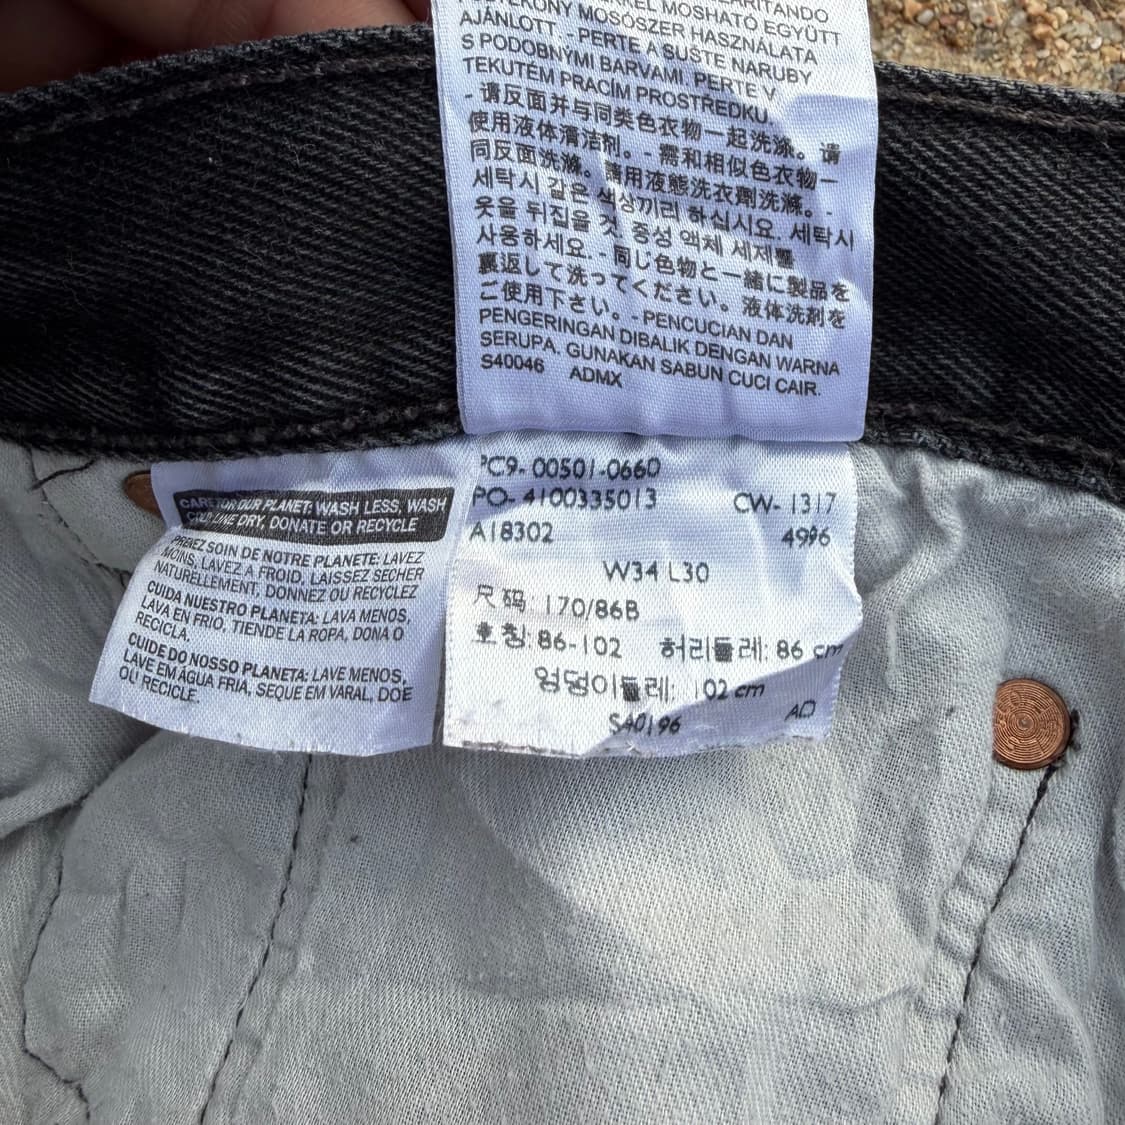 KEL MOSHATÓ EGYÜTT
AJÁNLOTT. - PERTE A SUŠTE NARUBY
S PODOBNÝMI BARVAMI. PERTE V
TEKUTÉM PRACÍM PROSTŘEDKU
- 请反面并与同类色衣物一起洗涤。请
使用液体清洁剂。- 需和相似色衣物一
同反面洗滌。請用液態洗衣劑洗滌。-
세탁시 같은 색상끼리 하십시요. 세탁시
옷을 뒤집을 것. 중성 액체 세제를
사용하세요. - 同じ色物と一緒に製品を
裏返して洗ってください。液体洗剤を
ご使用下さい。- PENCUCIAN DAN
PENGERINGAN DIBALIK DENGAN WARNA
SERUPA. GUNAKAN SABUN CUCI CAIR.
S40046 ADMX
CARE FOR OUR PLANET: WASH LESS, WASH
COLD, LINE DRY, DONATE OR RECYCLE
PRENEZ SOIN DE NOTRE PLANETE: LAVEZ
MOINS, LAVEZ A FROID, LAISSEZ SECHER
NATURELLEMENT, DONNEZ OU RECYCLEZ
CUIDA NUESTRO PLANETA: LAVA MENOS,
LAVA EN FRIO, TIENDE LA ROPA, DONA O
RECICLA.
CUIDE DO NOSSO PLANETA: LAVE MENOS,
LAVE EM AGUA FRIA, SEQUE EM VARAL, DOE
OU RECICLE.
PC9- 00501-0660
PO- 4100335013 CW- 1317
A18302 4996
W34 L30
尺码: 170/86B
호칭: 86-102 허리둘레: 86 cm
엉덩이둘레: 102 cm
S40196 AD